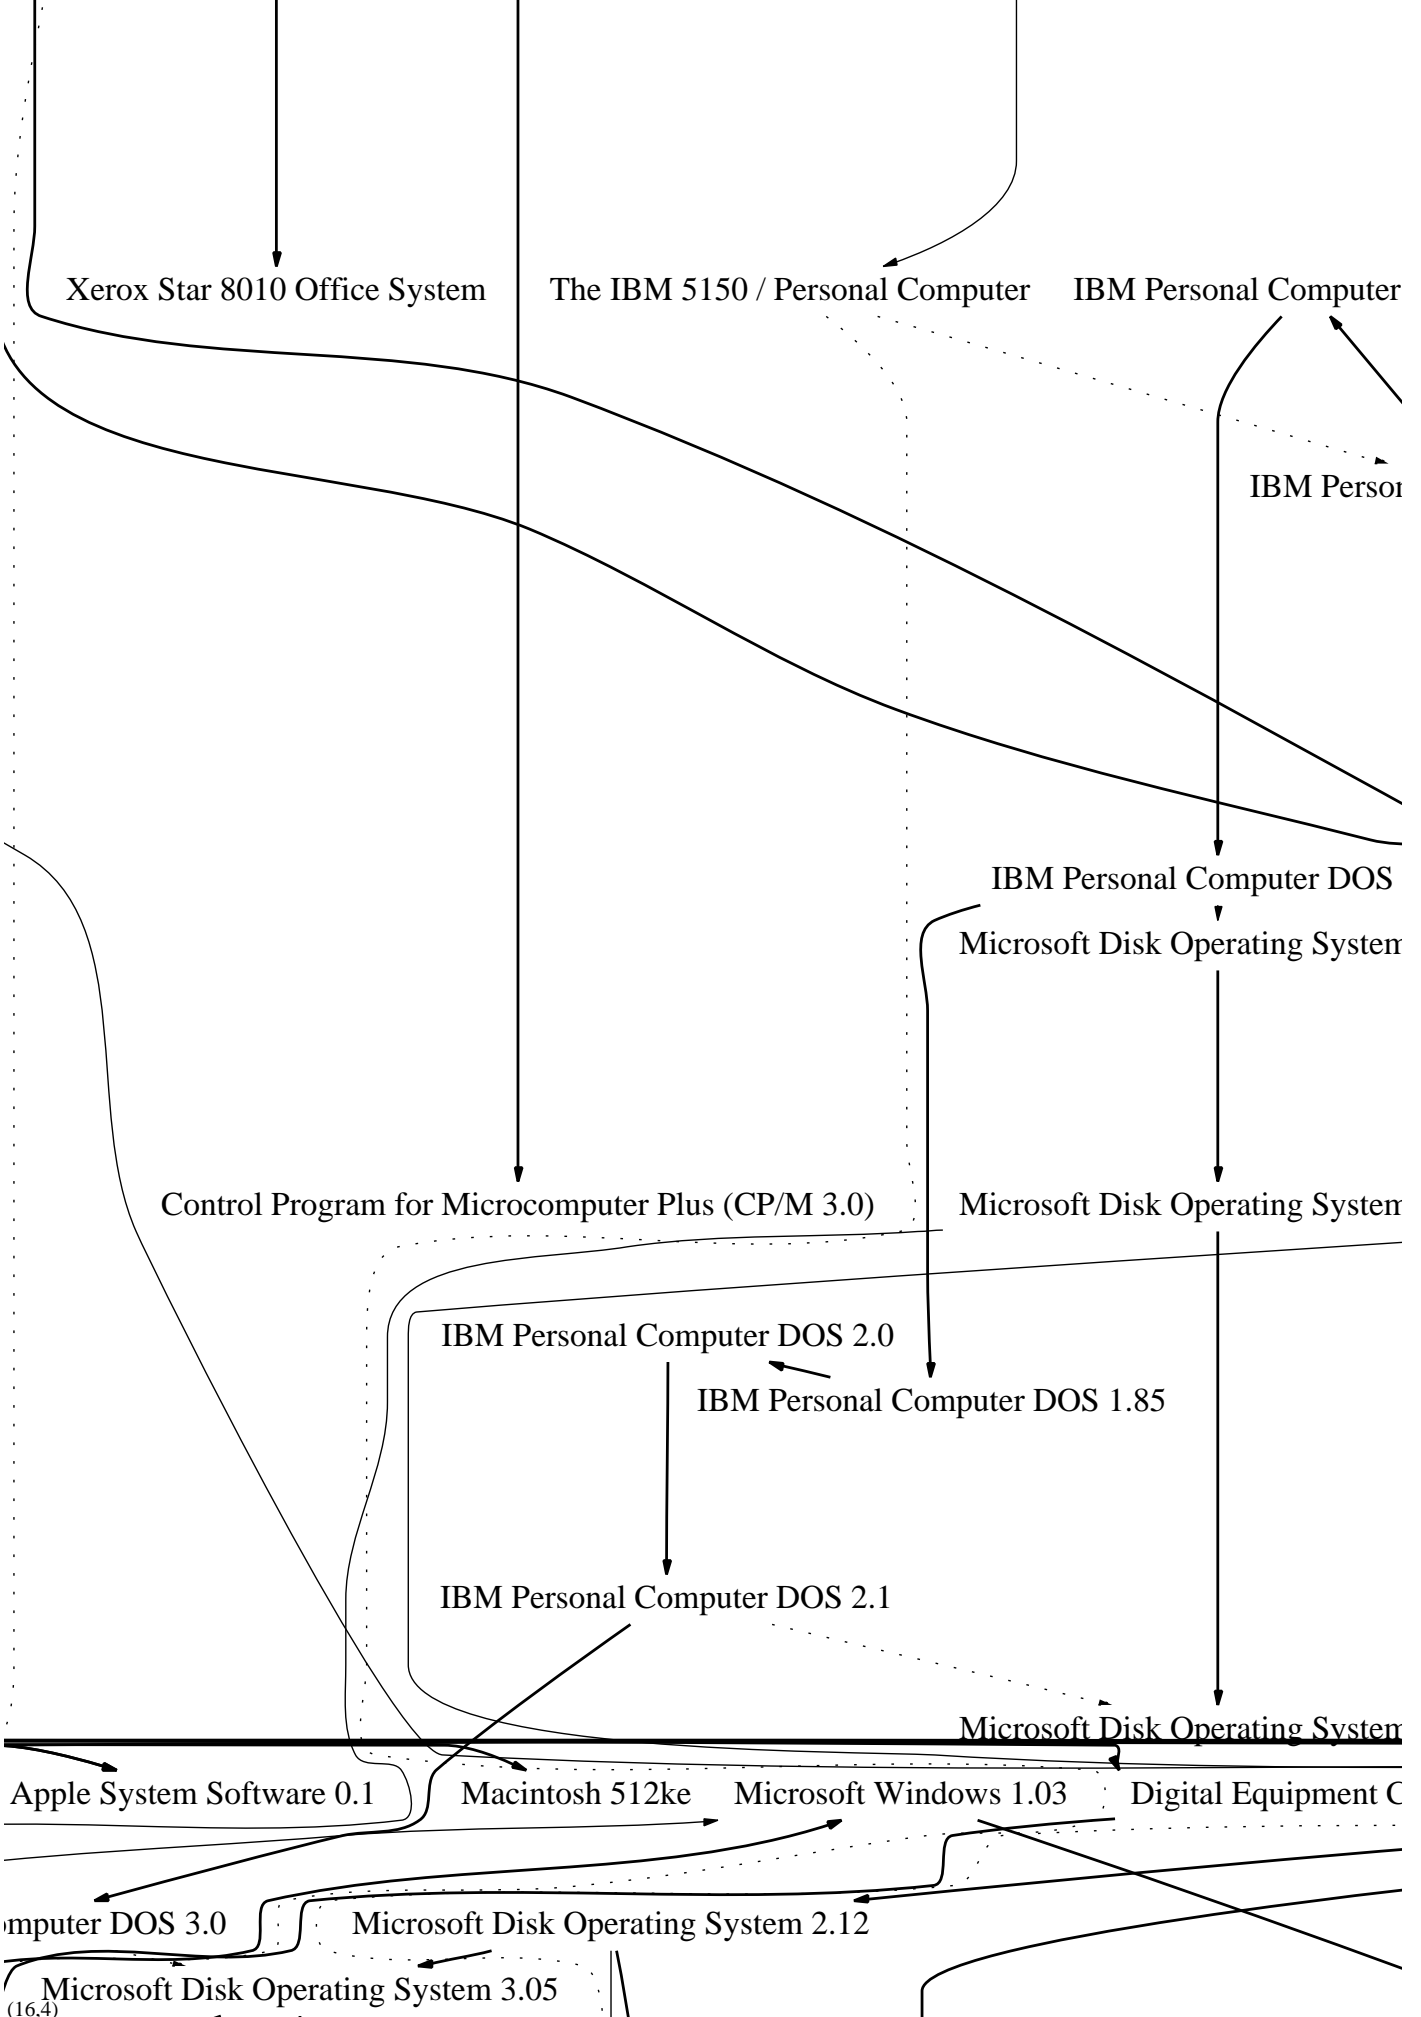 Xerox Star 8010 Office System
The IBM 5150 / Personal Computer
IBM Personal Computer
IBM Person
IBM Personal Computer DOS
Microsoft Disk Operating System
Control Program for Microcomputer Plus (CP/M 3.0)
Microsoft Disk Operating System
IBM Personal Computer DOS 2.0
IBM Personal Computer DOS 1.85
IBM Personal Computer DOS 2.1
Microsoft Disk Operating System
Apple System Software 0.1
Macintosh 512ke
Microsoft Windows 1.03
Digital Equipment C
omputer DOS 3.0
Microsoft Disk Operating System 2.12
Microsoft Disk Operating System 3.05
(16,4)